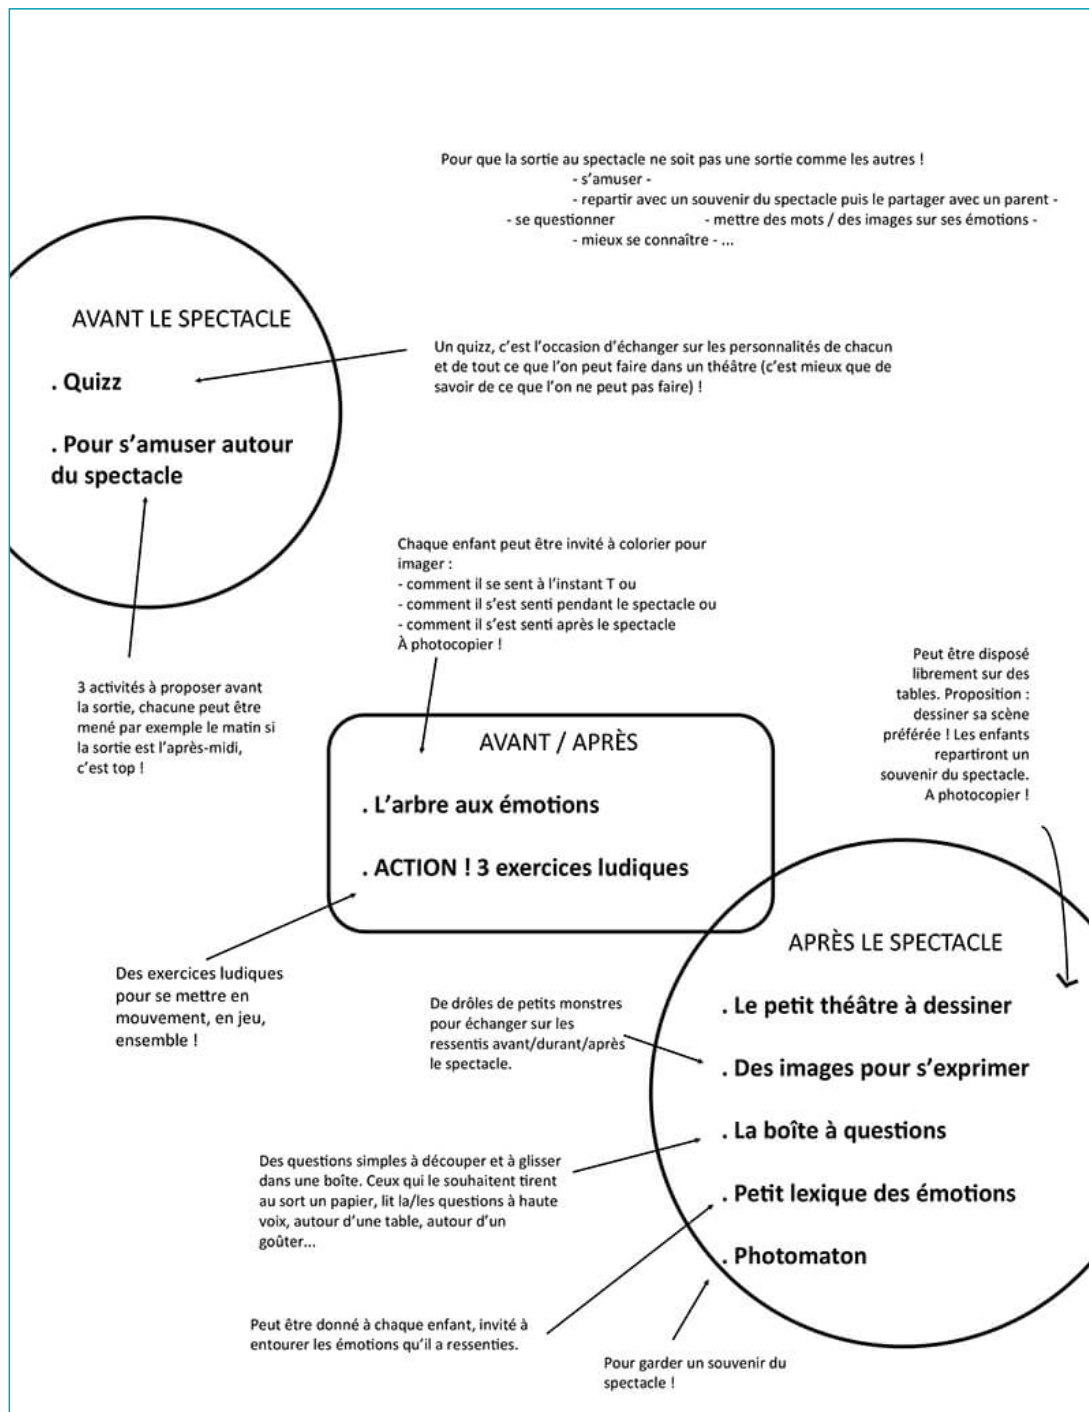 Pour que la sortie au spectacle ne soit pas une sortie comme les autres !
- s'amuser -
- repartir avec un souvenir du spectacle puis le partager avec un parent -
- se questionner - mettre des mots / des images sur ses émotions -
- mieux se connaître - ...
AVANT LE SPECTACLE
. Quizz
. Pour s'amuser autour
du spectacle
Un quizz, c'est l'occasion d'échanger sur les personnalités de chacun
et de tout ce que l'on peut faire dans un théâtre (c'est mieux que de
savoir de ce que l'on ne peut pas faire) !
Chaque enfant peut être invité à colorier pour
imager :
- comment il se sent à l'instant T ou
- comment il s'est senti pendant le spectacle ou
- comment il s'est senti après le spectacle
À photocopier !
3 activités à proposer avant
la sortie, chacune peut être
mené par exemple le matin si
la sortie est l'après-midi,
c'est top !
Peut être disposé
librement sur des
tables. Proposition :
dessiner sa scène
préférée ! Les enfants
repartiront un
souvenir du spectacle.
A photocopier !
AVANT / APRÈS
. L'arbre aux émotions
. ACTION ! 3 exercices ludiques
Des exercices ludiques
pour se mettre en
mouvement, en jeu,
ensemble !
APRÈS LE SPECTACLE
. Le petit théâtre à dessiner
. Des images pour s'exprimer
. La boîte à questions
. Petit lexique des émotions
. Photomaton
De drôles de petits monstres
pour échanger sur les
ressentis avant/durant/après
le spectacle.
Des questions simples à découper et à glisser
dans une boîte. Ceux qui le souhaitent tirent
au sort un papier, lit la/les questions à haute
voix, autour d'une table, autour d'un
goûter...
Peut être donné à chaque enfant, invité à
entourer les émotions qu'il a ressenties.
Pour garder un souvenir du
spectacle !